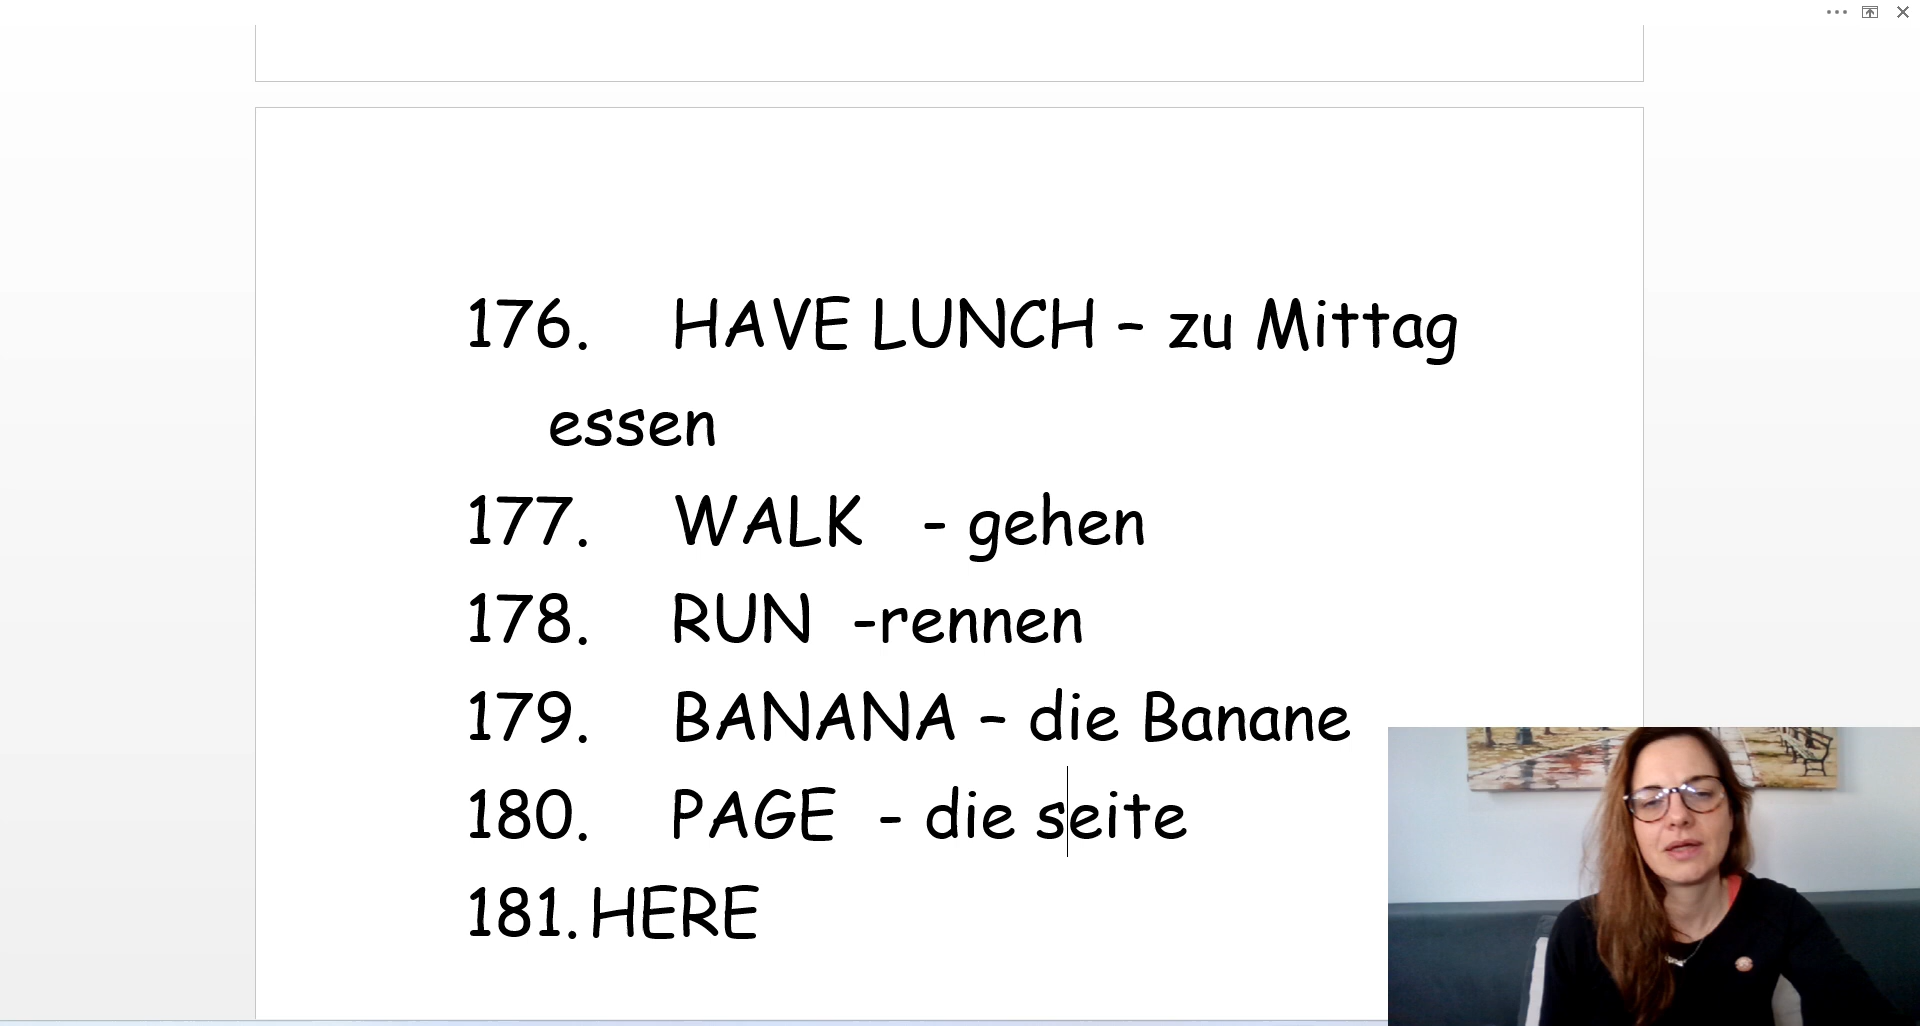 176. HAVE LUNCH – zu Mittag
essen
177. WALK - gehen
178. RUN -rennen
179. BANANA – die Banane
180. PAGE - die seite
181. HERE